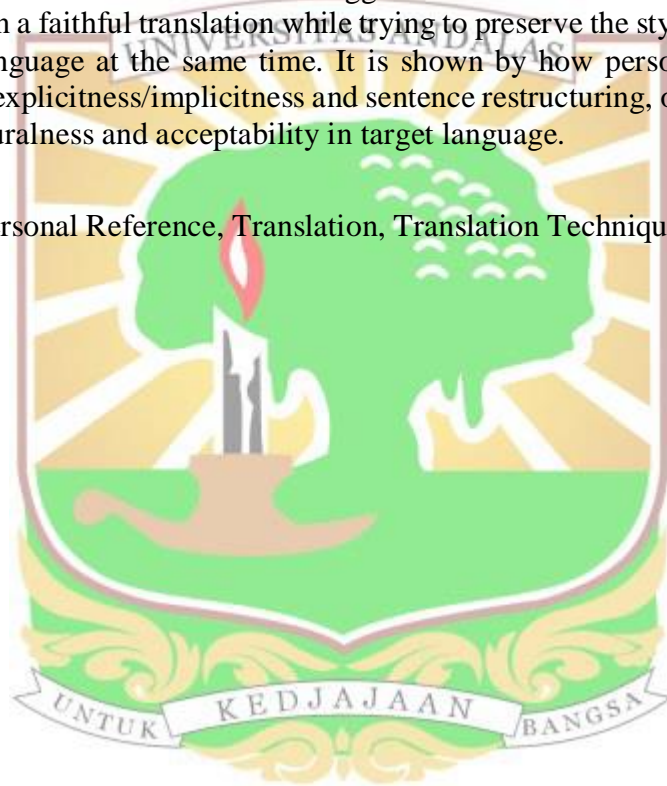 n a faithful translation while trying to preserve the sty
UNIVERSITAS ANDALAS
nguage at the same time. It is shown by how perso
explicitness/implicitness and sentence restructuring, o
uralness and acceptability in target language.
rsonal Reference, Translation, Translation Techniqu
UNTUK KEDJAJAAN BANGSA